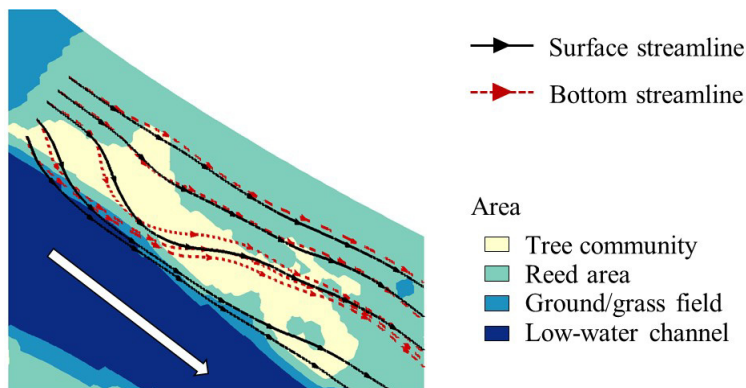 Surface streamline
Bottom streamline
Area
Tree community
Reed area
Ground/grass field
Low-water channel